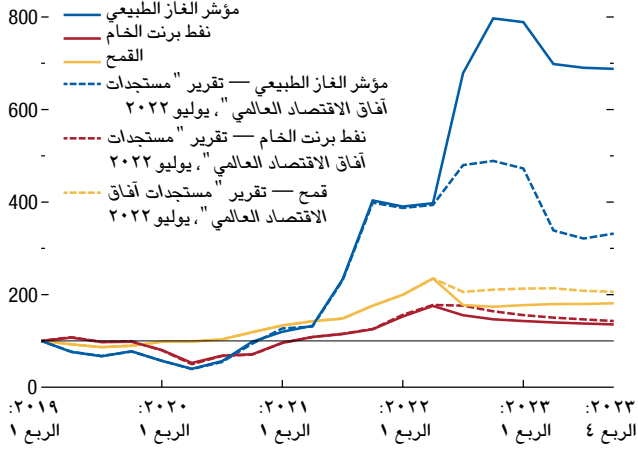 مؤشر الغاز الطبيعي
نفط برنت الخام
القمح
مؤشر الغاز الطبيعي — تقرير "مستجدات
آفاق الاقتصاد العالمي"، يوليو ٢٠٢٢
نفط برنت الخام — تقرير "مستجدات
آفاق الاقتصاد العالمي"، يوليو ٢٠٢٢
قمح — تقرير "مستجدات آفاق
الاقتصاد العالمي"، يوليو ٢٠٢٢
800
600
400
200
100
0
٢٠١٩:
الربع ١
٢٠٢٠:
الربع ١
٢٠٢١:
الربع ١
٢٠٢٢:
الربع ١
٢٠٢٣:
الربع ١
٢٠٢٣:
الربع ٤